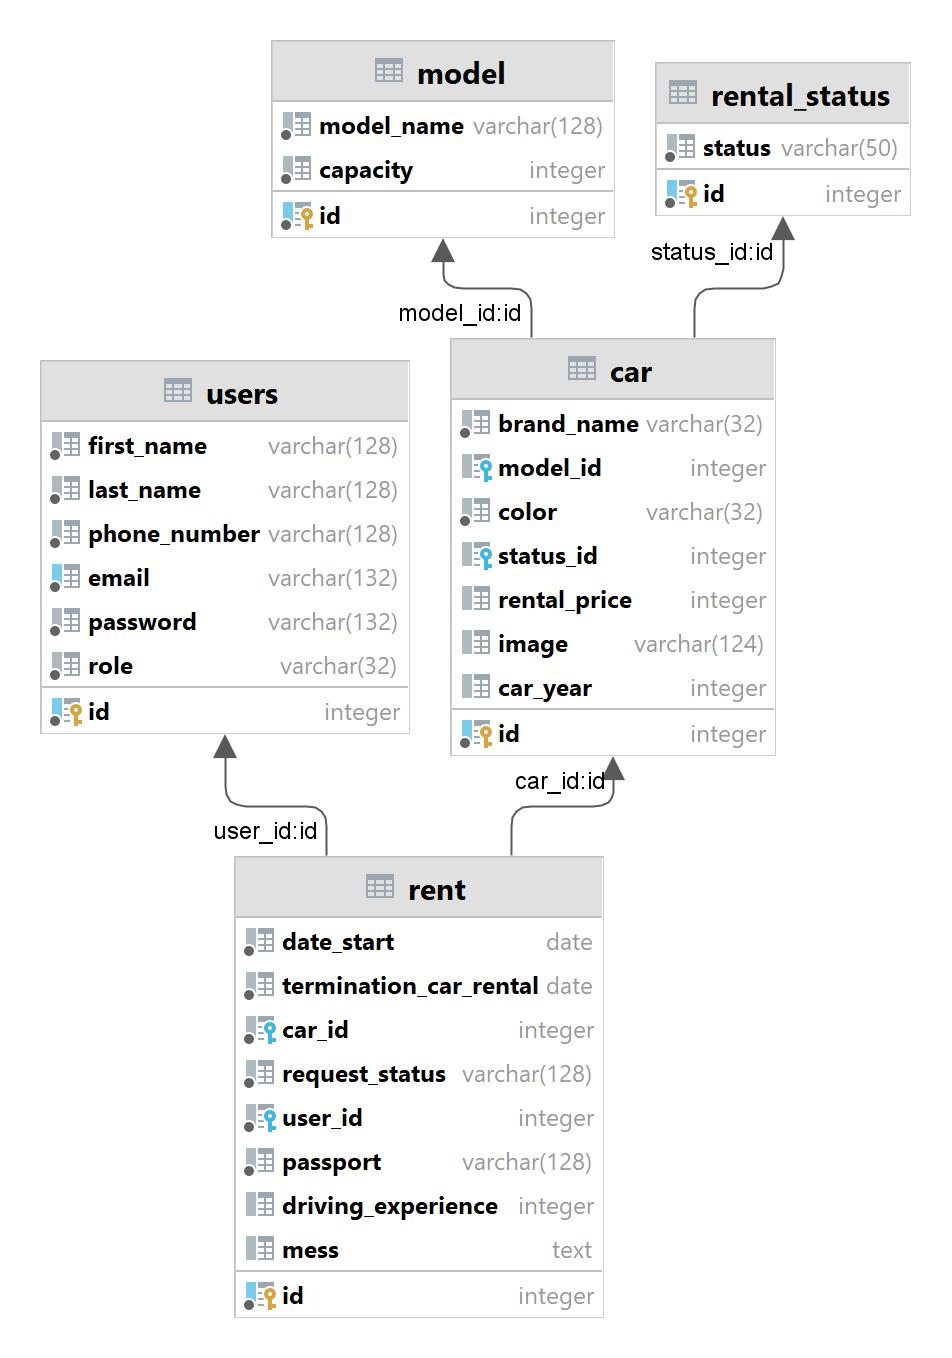 model
model_name varchar(128)
capacity integer
id integer
rental_status
status varchar(50)
id integer
status_id:id
model_id:id
users
first_name varchar(128)
last_name varchar(128)
phone_number varchar(128)
email varchar(132)
password varchar(132)
role varchar(32)
id integer
car
brand_name varchar(32)
model_id integer
color varchar(32)
status_id integer
rental_price integer
image varchar(124)
car_year integer
id integer
car_id:id
user_id:id
rent
date_start date
termination_car_rental date
car_id integer
request_status varchar(128)
user_id integer
passport varchar(128)
driving_experience integer
mess text
id integer